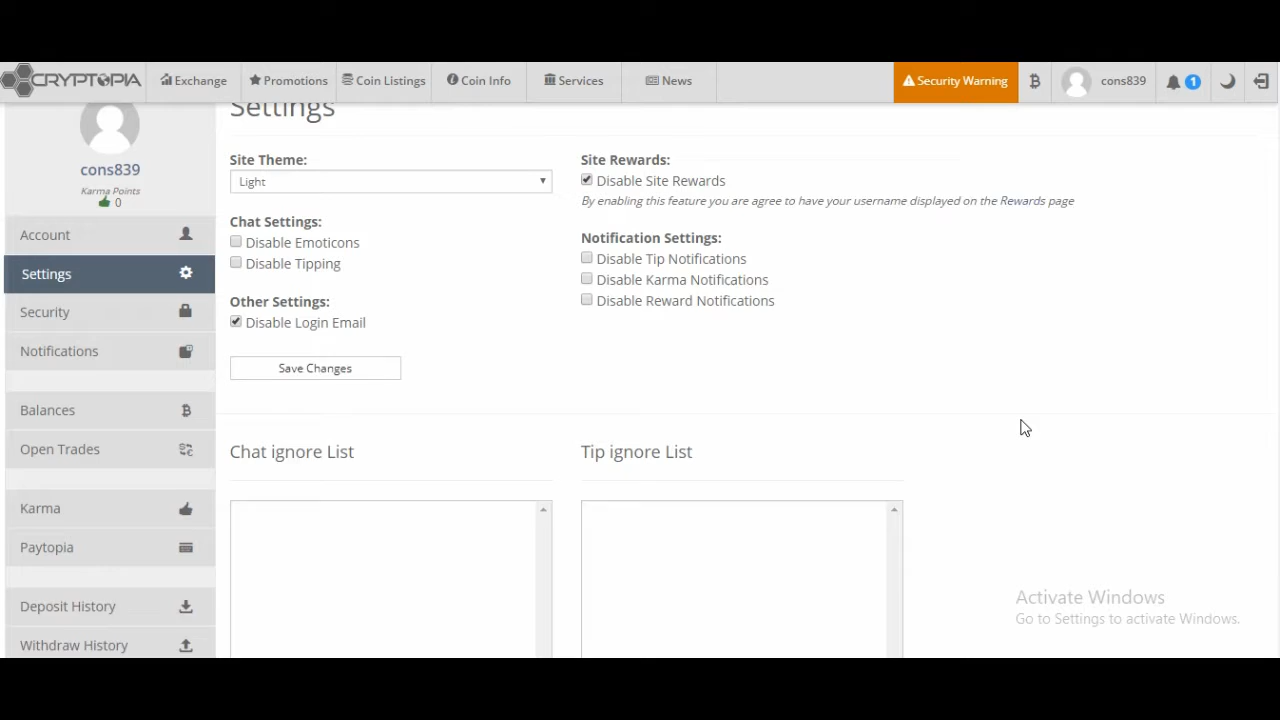 CRYPTOPIA Exchange Promotions Coin Listings Coin Info Services News Security Warning cons839 1
cons839
Karma Points
0
Account
Settings
Security
Notifications
Balances
Open Trades
Karma
Paytopia
Deposit History
Withdraw History
Settings
Site Theme:
Light
Chat Settings:
Disable Emoticons
Disable Tipping
Other Settings:
Disable Login Email
Save Changes
Site Rewards:
Disable Site Rewards
By enabling this feature you are agree to have your username displayed on the Rewards page
Notification Settings:
Disable Tip Notifications
Disable Karma Notifications
Disable Reward Notifications
Chat ignore List
Tip ignore List
Activate Windows
Go to Settings to activate Windows.